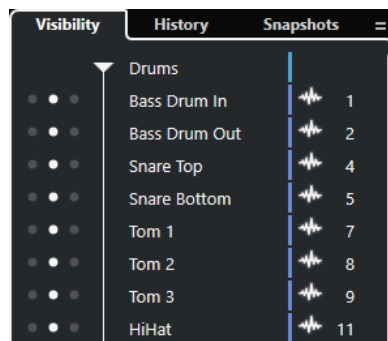 Visibility History Snapshots
Drums
Bass Drum In 1
Bass Drum Out 2
Snare Top 4
Snare Bottom 5
Tom 1 7
Tom 2 8
Tom 3 9
HiHat 11